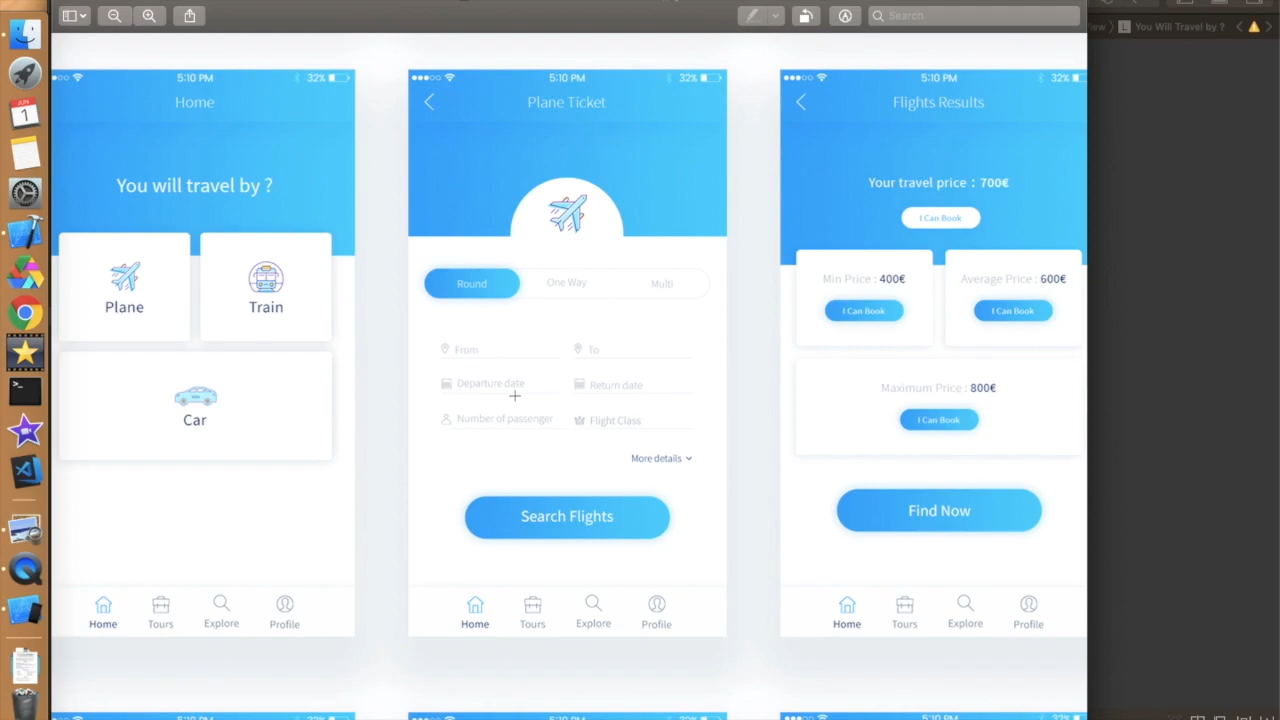 Search
View
You Will Travel by ?
JUN
1
5:10 PM
32%
Home
You will travel by ?
Plane
Train
Car
Home
Tours
Explore
Profile
5:10 PM
32%
Plane Ticket
Round
One Way
Multi
From
To
Departure date
Return date
Number of passenger
Flight Class
More details
Search Flights
Home
Tours
Explore
Profile
5:10 PM
32%
Flights Results
Your travel price : 700€
I Can Book
Min Price : 400€
I Can Book
Average Price : 600€
I Can Book
Maximum Price : 800€
I Can Book
Find Now
Home
Tours
Explore
Profile